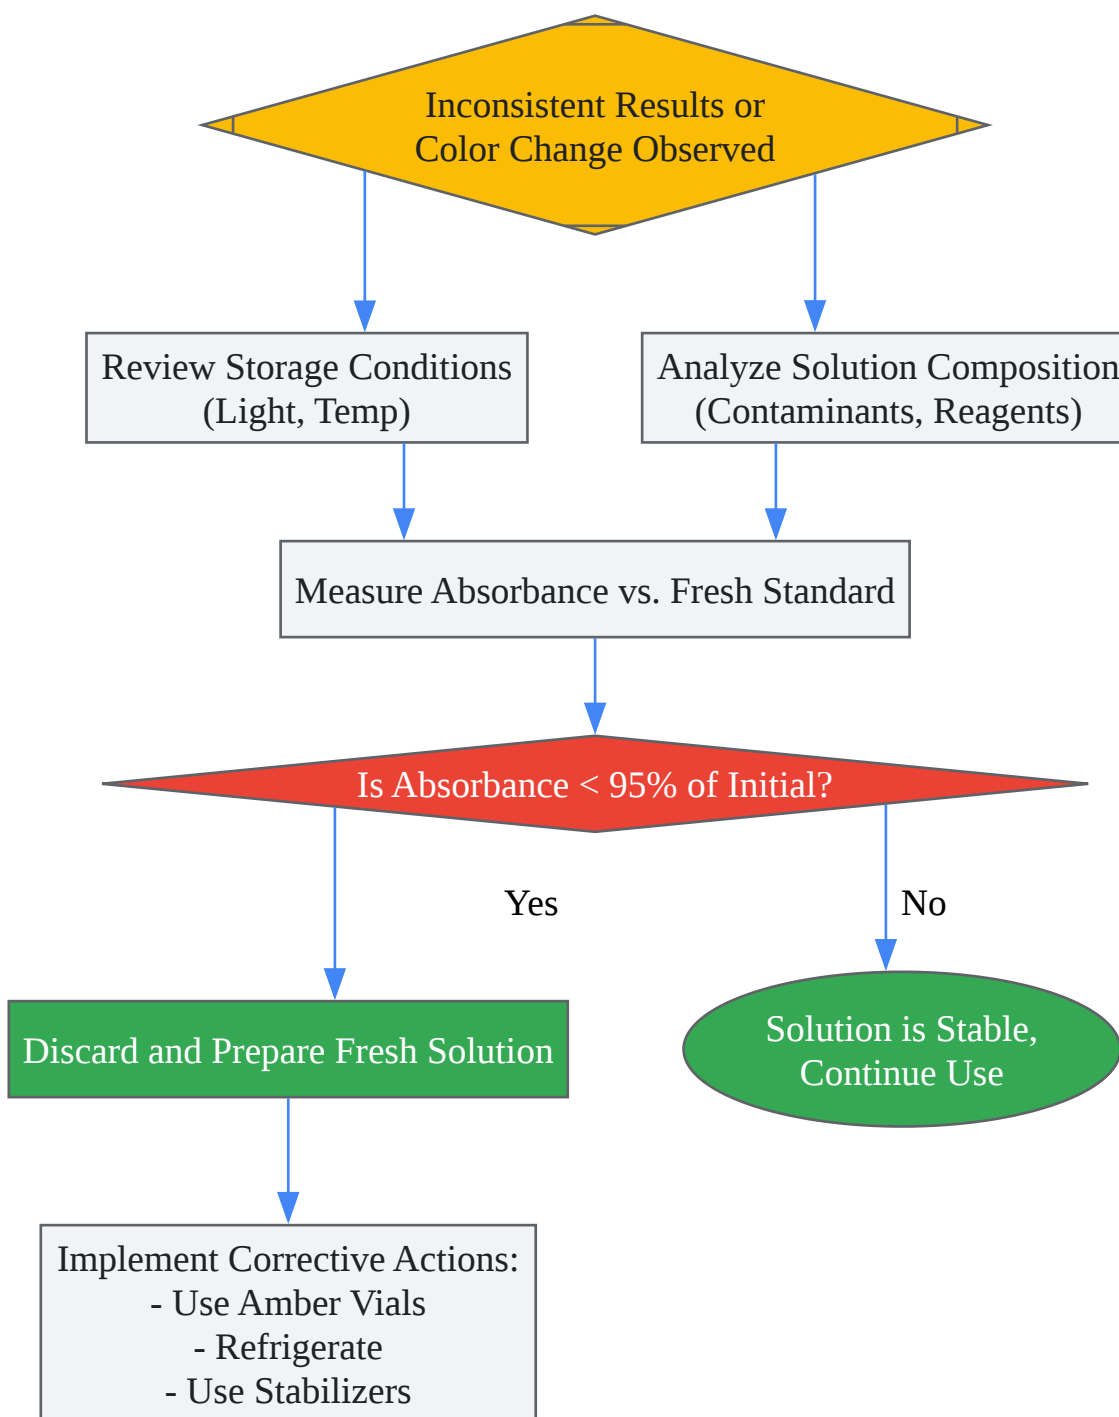 Inconsistent Results or
Color Change Observed
Review Storage Conditions
(Light, Temp)
Analyze Solution Composition
(Contaminants, Reagents)
Measure Absorbance vs. Fresh Standard
Is Absorbance < 95% of Initial?
Yes
No
Discard and Prepare Fresh Solution
Solution is Stable,
Continue Use
Implement Corrective Actions:
- Use Amber Vials
- Refrigerate
- Use Stabilizers